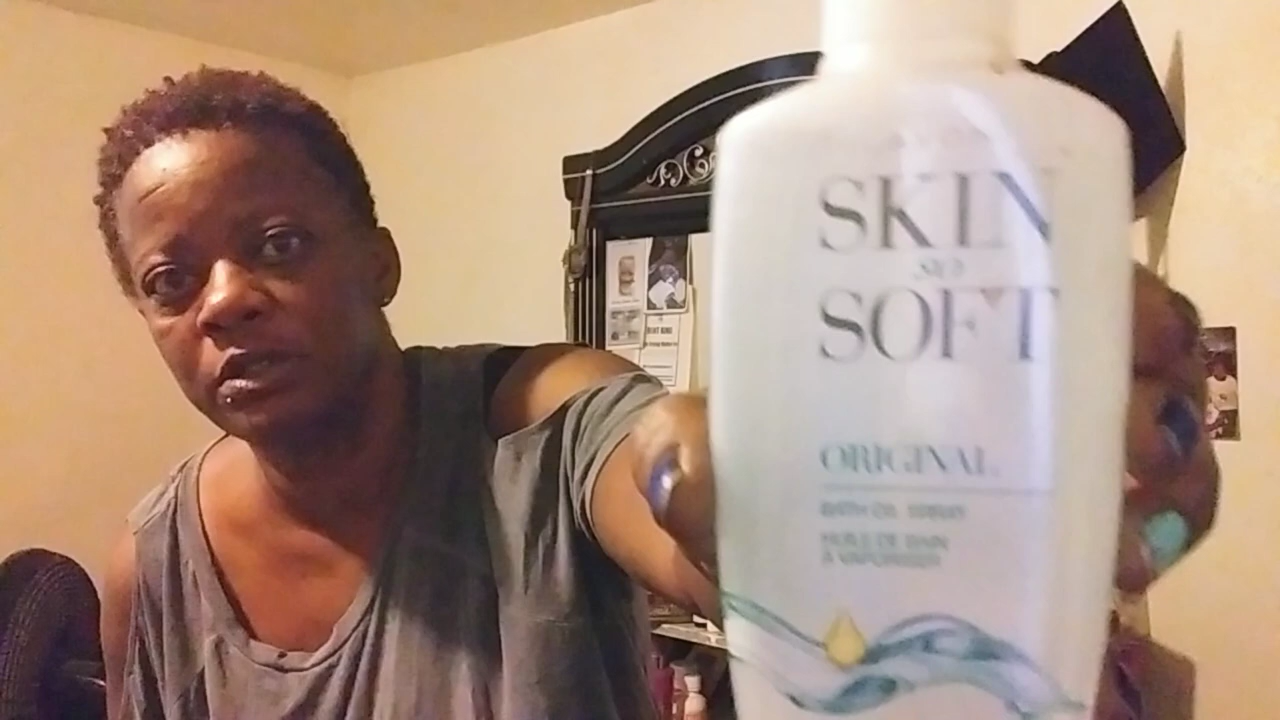 SKIN
so
SOFT
ORIGINAL
BATH OIL SPRAY
HUILE DE BAIN
À VAPORISER